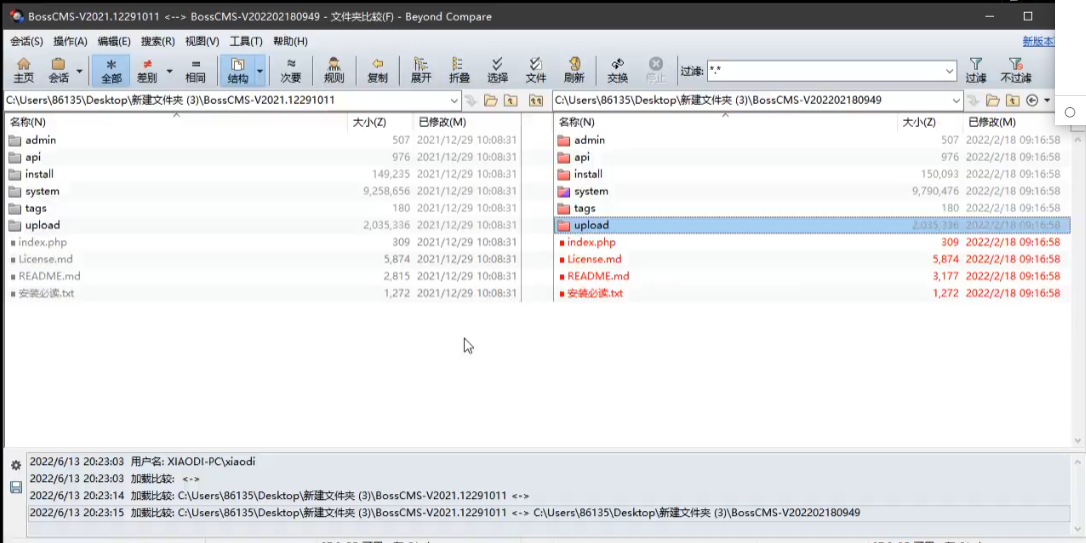 BossCMS-V2021.12291011 <--> BossCMS-V202202180949 - 文件夹比较(F) - Beyond Compare
会话(S) 操作(A) 编辑(E) 搜索(R) 视图(V) 工具(T) 帮助(H) 新版本
主页 会话 全部 差别 相同 结构 次要 规则 复制 展开 折叠 选择 文件 刷新 交换 停止 过滤: *.* 过滤 不过滤
C:\Users\86135\Desktop\新建文件夹 (3)\BossCMS-V2021.12291011 C:\Users\86135\Desktop\新建文件夹 (3)\BossCMS-V202202180949
名称(N) 大小(Z) 已修改(M) 名称(N) 大小(Z) 已修改(M)
admin 507 2021/12/29 10:08:31 admin 507 2022/2/18 09:16:58
api 976 2021/12/29 10:08:31 api 976 2022/2/18 09:16:58
install 149,235 2021/12/29 10:08:31 install 150,093 2022/2/18 09:16:58
system 9,258,656 2021/12/29 10:08:31 system 9,790,476 2022/2/18 09:16:58
tags 180 2021/12/29 10:08:31 tags 180 2022/2/18 09:16:58
upload 2,035,336 2021/12/29 10:08:31 upload 2,035,336 2022/2/18 09:16:58
index.php 309 2021/12/29 10:08:31 index.php 309 2022/2/18 09:16:58
License.md 5,874 2021/12/29 10:08:31 License.md 5,874 2022/2/18 09:16:58
README.md 2,815 2021/12/29 10:08:31 README.md 3,177 2022/2/18 09:16:58
安装必读.txt 1,272 2021/12/29 10:08:31 安装必读.txt 1,272 2022/2/18 09:16:58
2022/6/13 20:23:03 用户名: XIAODI-PC\xiaodi
2022/6/13 20:23:03 加载比较: <->
2022/6/13 20:23:14 加载比较: C:\Users\86135\Desktop\新建文件夹 (3)\BossCMS-V2021.12291011 <->
2022/6/13 20:23:15 加载比较: C:\Users\86135\Desktop\新建文件夹 (3)\BossCMS-V2021.12291011 <-> C:\Users\86135\Desktop\新建文件夹 (3)\BossCMS-V202202180949